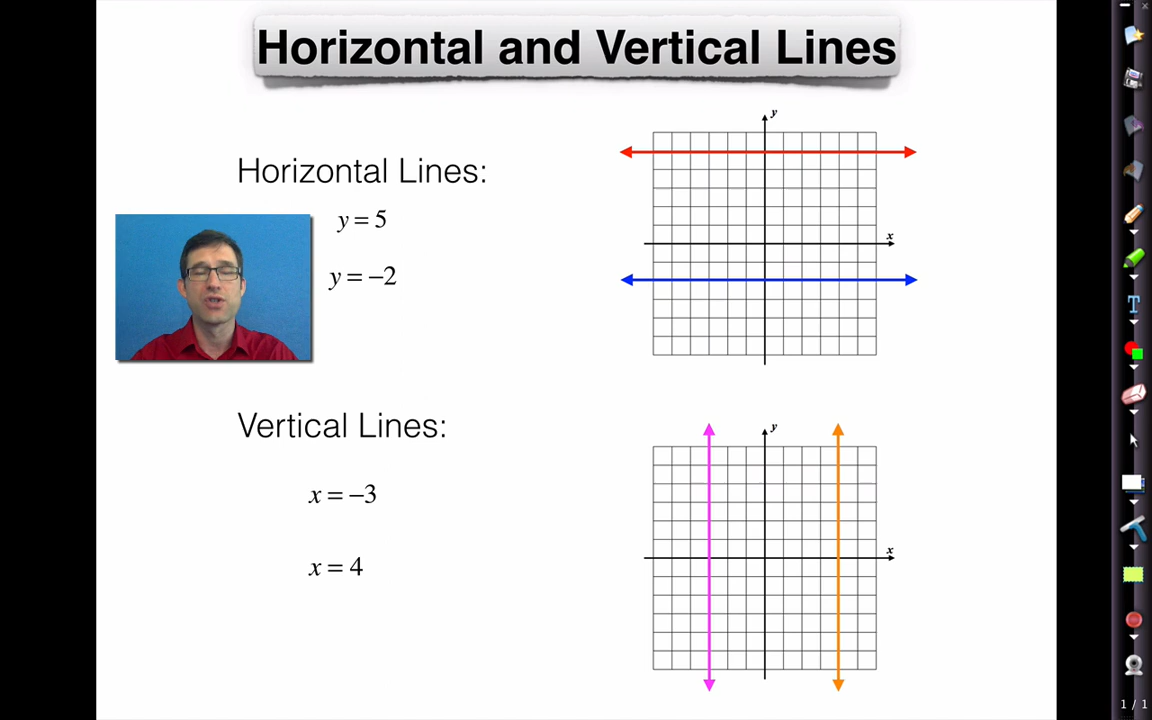 Horizontal and Vertical Lines
Horizontal Lines:
y = 5
y = −2
y
x
Vertical Lines:
x = −3
x = 4
y
x
T
1 / 1